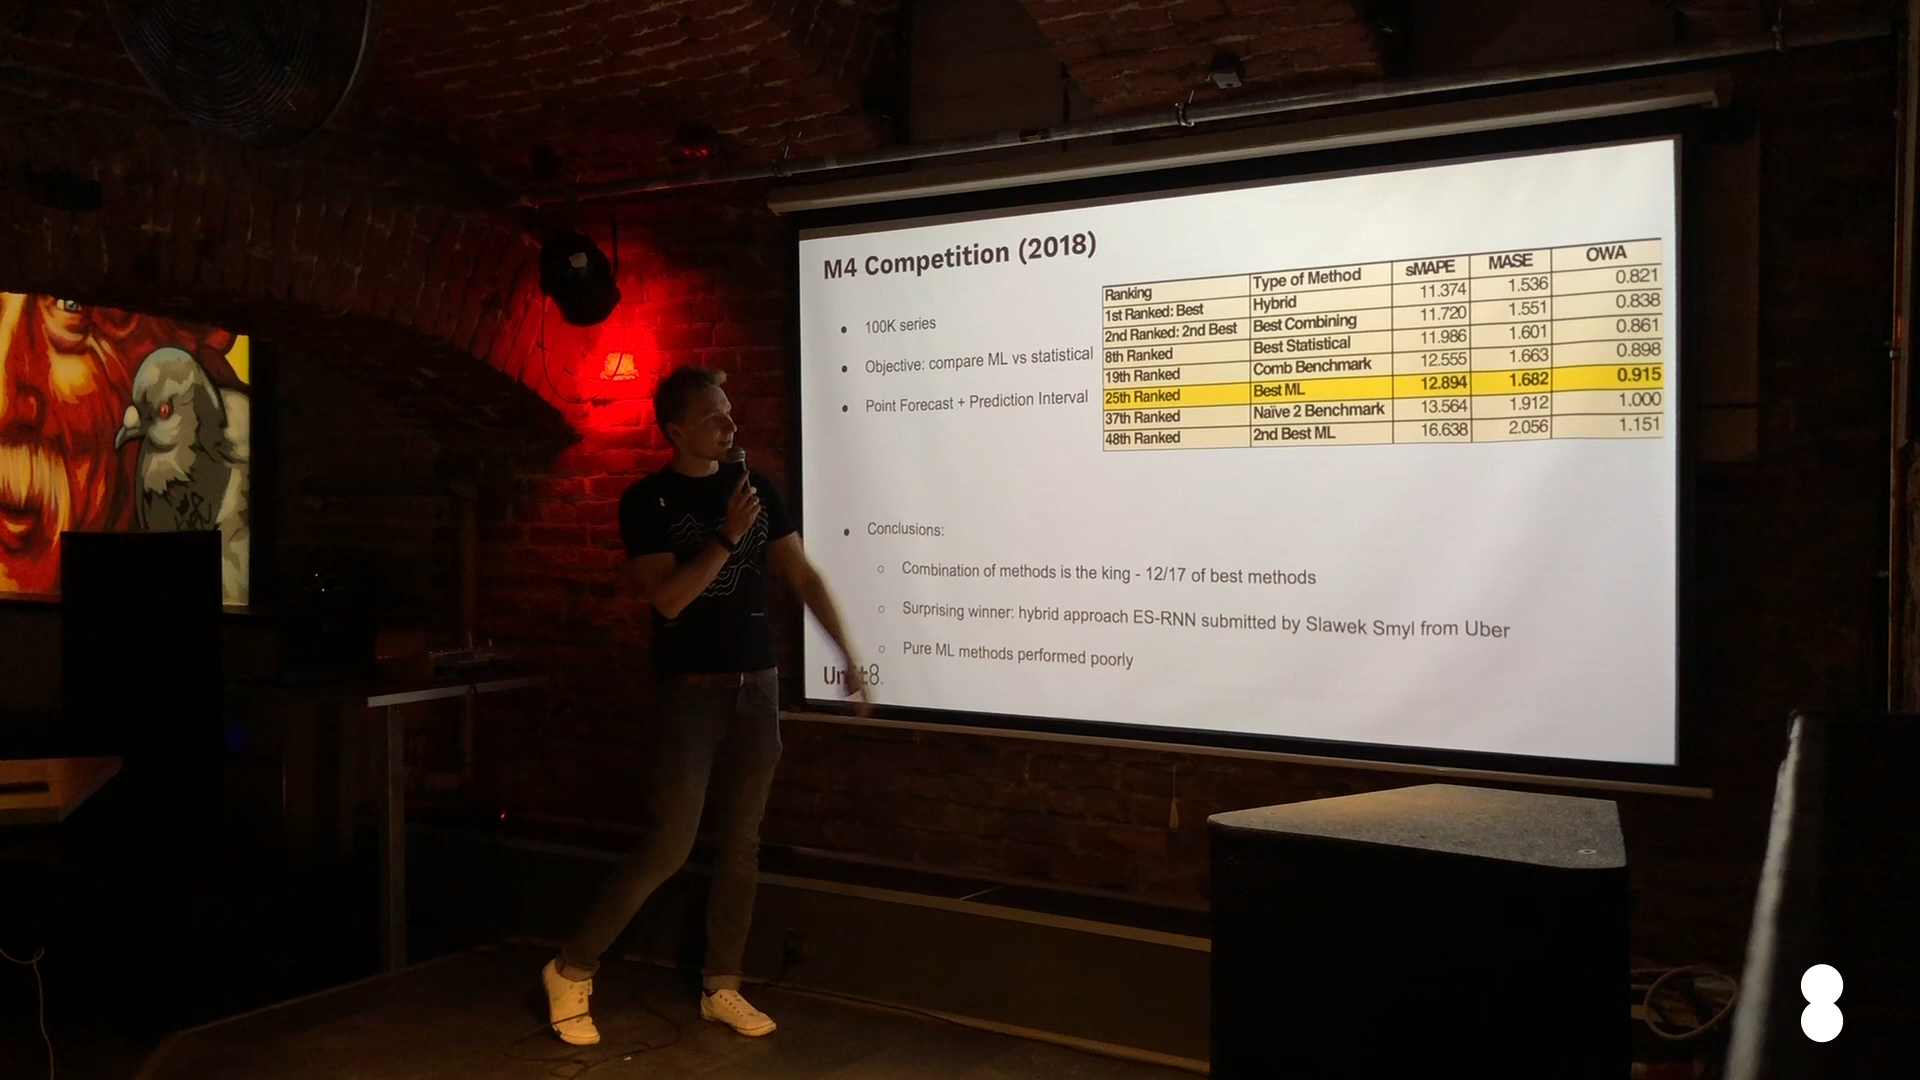 M4 Competition (2018)
• 100K series
• Objective: compare ML vs statistical
• Point Forecast + Prediction Interval
Ranking Type of Method sMAPE MASE OWA
1st Ranked: Best Hybrid 11.374 1.536 0.821
2nd Ranked: 2nd Best Best Combining 11.720 1.551 0.838
8th Ranked Best Statistical 11.986 1.601 0.861
19th Ranked Comb Benchmark 12.555 1.663 0.898
25th Ranked Best ML 12.894 1.682 0.915
37th Ranked Naïve 2 Benchmark 13.564 1.912 1.000
48th Ranked 2nd Best ML 16.638 2.056 1.151
• Conclusions:
○ Combination of methods is the king - 12/17 of best methods
○ Surprising winner: hybrid approach ES-RNN submitted by Slawek Smyl from Uber
○ Pure ML methods performed poorly
Unit8.